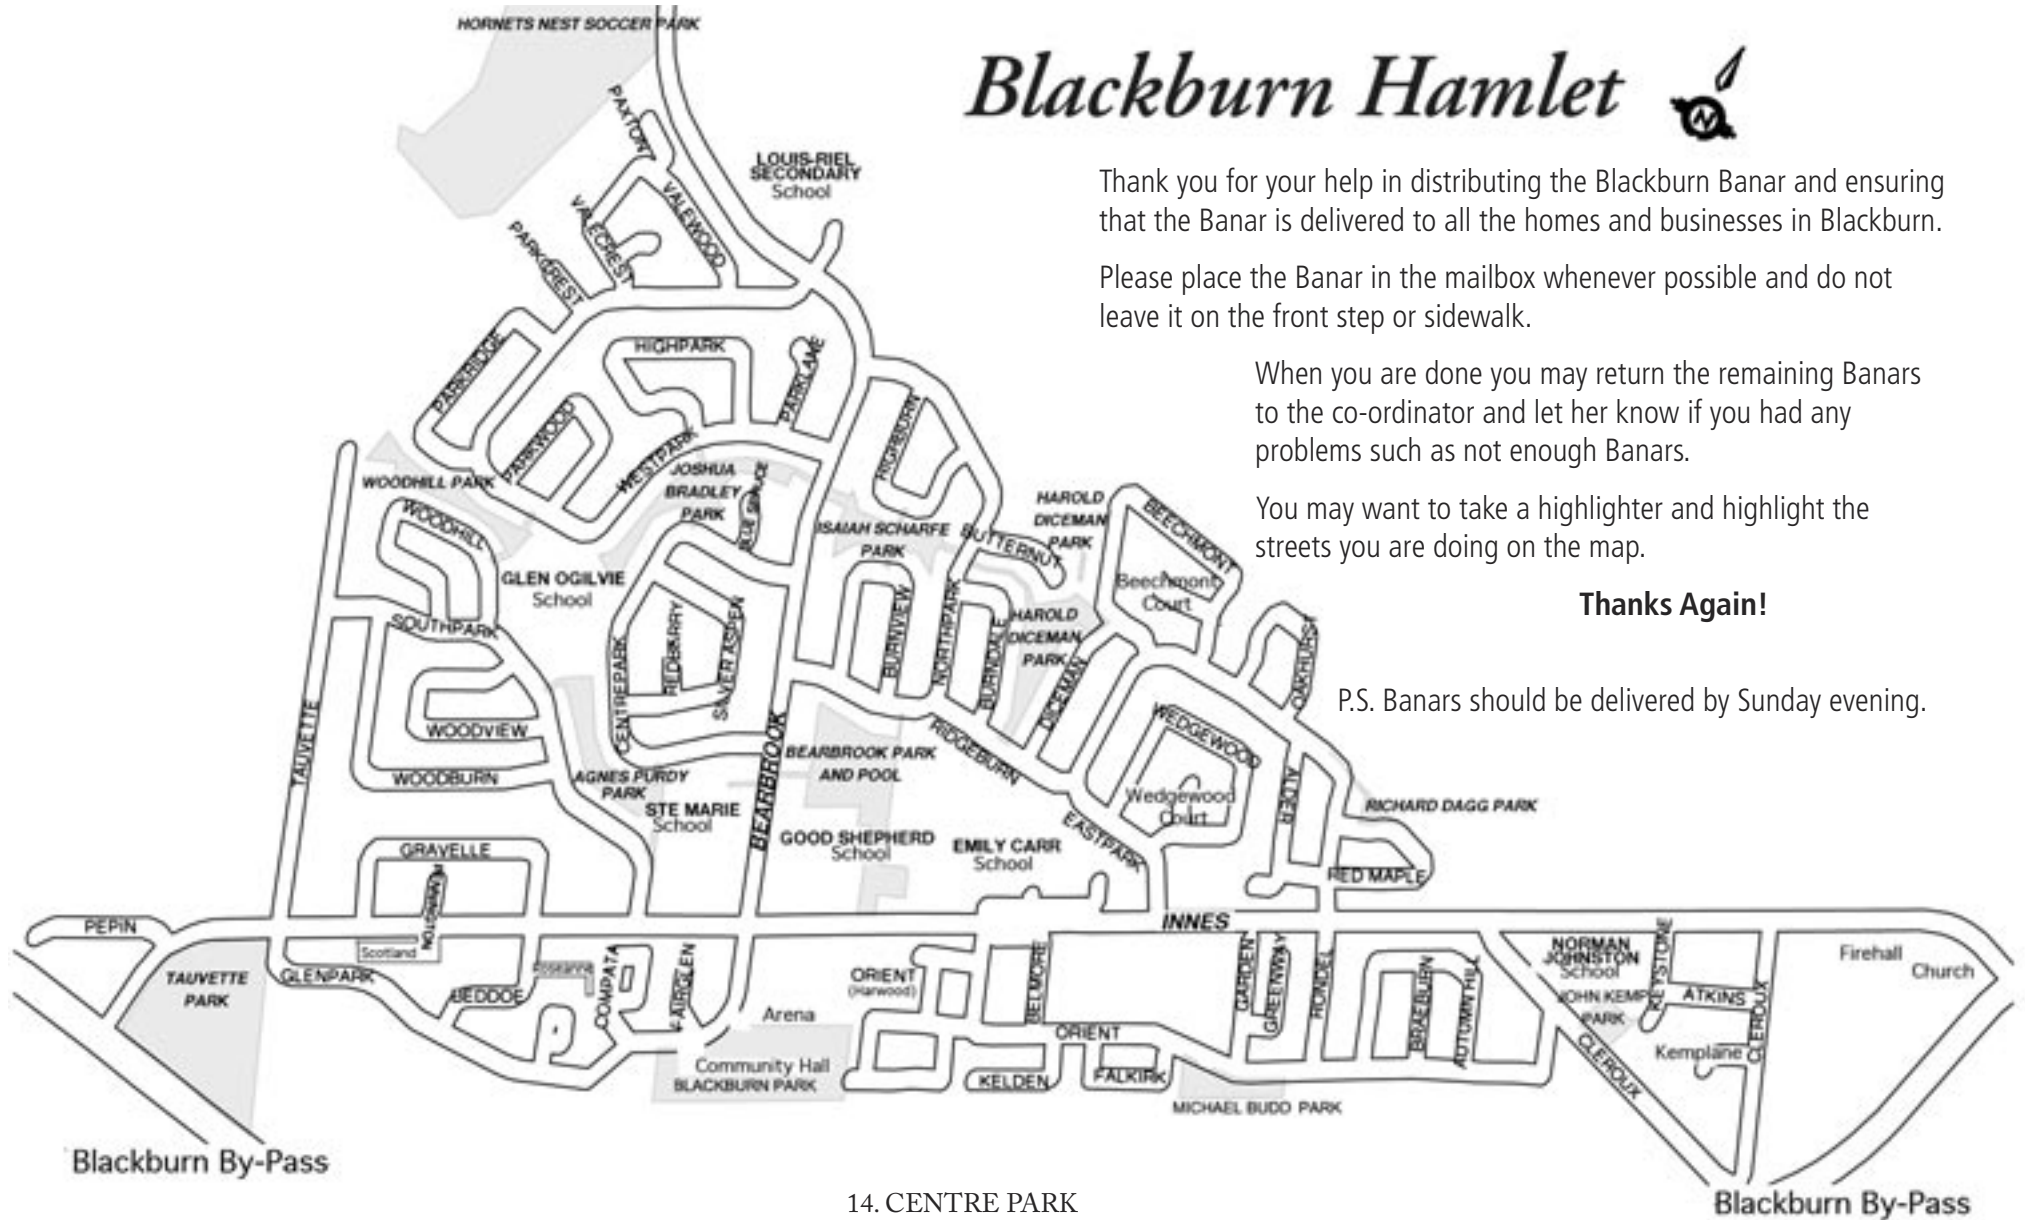 HORNETS NEST SOCCER PARK
Blackburn Hamlet
N
PAXTON
LOUIS-RIEL
SECONDARY
School
Thank you for your help in distributing the Blackburn Banar and ensuring
that the Banar is delivered to all the homes and businesses in Blackburn.
VALEWOOD
VALECREST
PARKCREST
Please place the Banar in the mailbox whenever possible and do not
leave it on the front step or sidewalk.
PARKRIDGE
HIGHPARK
PARKLANE
When you are done you may return the remaining Banars
to the co-ordinator and let her know if you had any
problems such as not enough Banars.
PARKWOOD
WESTPARK
HIGHBURN
WOODHILL PARK
JOSHUA
BRADLEY
PARK
BLUE SPRUCE
WOODHILL
ISAIAH SCHARFE
PARK
BUTTERNUT
HAROLD
DICEMAN
PARK
BEECHMONT
You may want to take a highlighter and highlight the
streets you are doing on the map.
GLEN OGILVIE
School
Beechmont
Court
Thanks Again!
SOUTHPARK
CENTREPARK
REDBARRY
SILVER ASPEN
BURNVIEW
NORTHPARK
BURNDALE
HAROLD
DICEMAN
PARK
DICEMAN
OAKHURST
P.S. Banars should be delivered by Sunday evening.
TAUVETTE
WOODVIEW
WOODBURN
AGNES PURDY
PARK
STE MARIE
School
BEARBROOK
BEARBROOK PARK
AND POOL
RIDGEBURN
WEDGEWOOD
Wedgewood
Court
ALDER
RICHARD DAGG PARK
GOOD SHEPHERD
School
EMILY CARR
School
EASTPARK
RED MAPLE
GRAVELLE
PENNINGTON
PEPIN
INNES
Scotland
TAUVETTE
PARK
GLENPARK
BEDDOE
Roseanne
COMPATA
FAIRGLEN
ORIENT
(Harwood)
Arena
BELMORE
ORIENT
GARDEN
GREENWAY
RONDEL
BRAEBURN
AUTUMN HILL
NORMAN
JOHNSTON
School
KEYSTONE
JOHN KEMP
PARK
ATKINS
CLEROUX
Kemplane
CLEROUX
Firehall
Church
Community Hall
BLACKBURN PARK
KELDEN
FALKIRK
MICHAEL BUDD PARK
Blackburn By-Pass
14. CENTRE PARK
Blackburn By-Pass